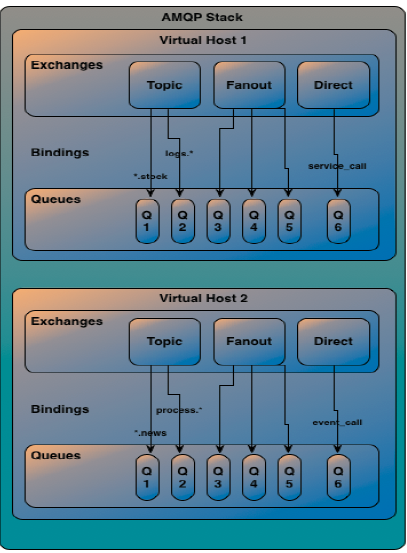 AMQP Stack
Virtual Host 1
Exchanges
Topic Fanout Direct
Bindings
logs.*
*.stock
service_call
Queues
Q Q Q Q Q Q
1 2 3 4 5 6
Virtual Host 2
Exchanges
Topic Fanout Direct
Bindings
process.*
*.news
event_call
Queues
Q Q Q Q Q Q
1 2 3 4 5 6